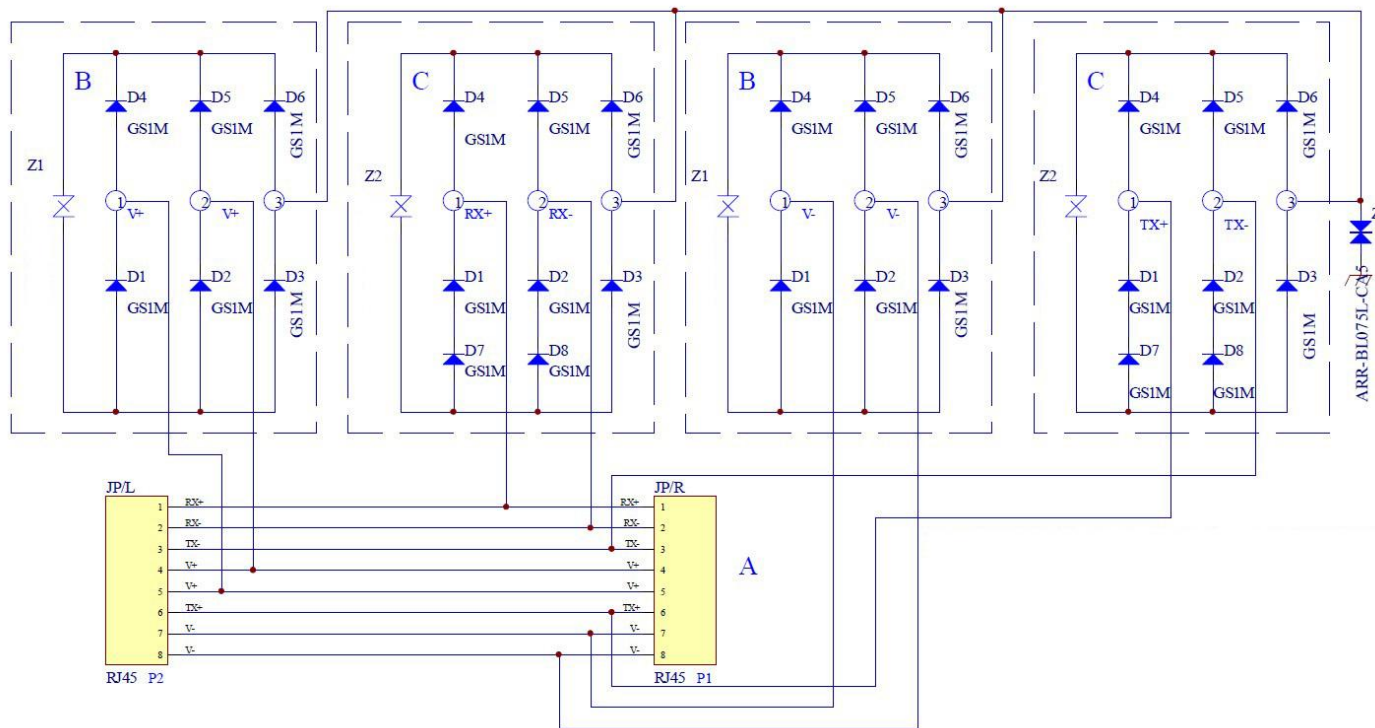 B
D4 D5 D6
GS1M GS1M GS1M
Z1
1 2 3
V+ V+
D1 D2 D3
GS1M GS1M GS1M
C
D4 D5 D6
GS1M GS1M GS1M
Z2
1 2 3
RX+ RX-
D1 D2 D3
GS1M GS1M GS1M
D7 D8
GS1M GS1M
B
D4 D5 D6
GS1M GS1M GS1M
Z1
1 2 3
V- V-
D1 D2 D3
GS1M GS1M GS1M
C
D4 D5 D6
GS1M GS1M GS1M
Z2
1 2 3
TX+ TX-
D1 D2 D3
GS1M GS1M GS1M
D7 D8
GS1M GS1M
ARR-BL075L-CA5
JP/L JP/R
1 RX+ RX+ 1
2 RX- RX- 2
3 TX- TX- 3
4 V+ V+ 4
5 V+ V+ 5
6 TX+ TX+ 6
7 V- V- 7
8 V- V- 8
A
RJ45 P2 RJ45 P1